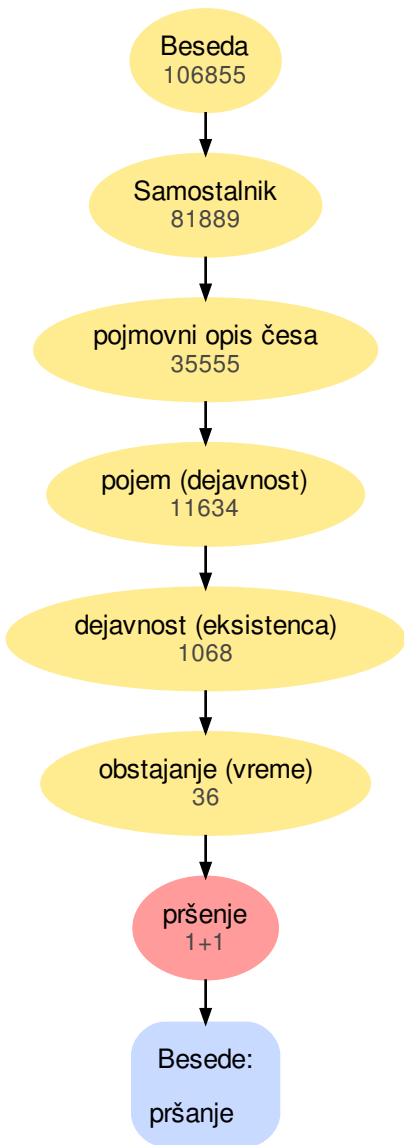 Beseda
106855
Samostalnik
81889
pojmovni opis česa
35555
pojem (dejavnost)
11634
dejavnost (eksistenca)
1068
obstajanje (vreme)
36
pršenje
1+1
Besede:
pršanje